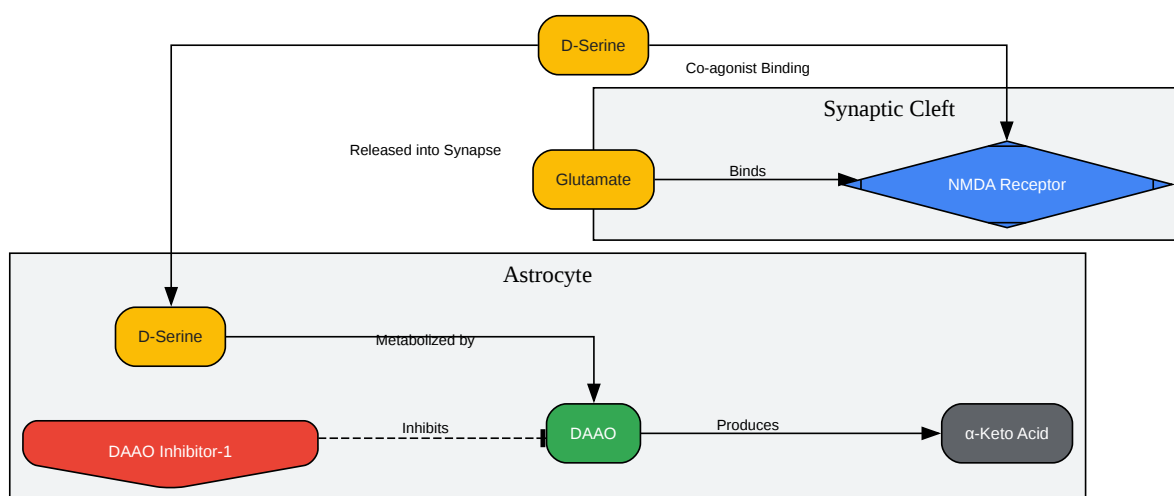 D-Serine
Co-agonist Binding
Synaptic Cleft
Released into Synapse
Glutamate
Binds
NMDA Receptor
Astrocyte
D-Serine
Metabolized by
DAAO Inhibitor-1
Inhibits
DAAO
Produces
α-Keto Acid